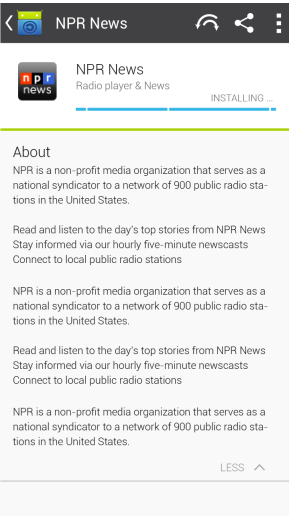 NPR News
npr
news
NPR News
Radio player & News
INSTALLING ...
About
NPR is a non-profit media organization that serves as a
national syndicator to a network of 900 public radio sta-
tions in the United States.
Read and listen to the day's top stories from NPR News
Stay informed via our hourly five-minute newscasts
Connect to local public radio stations
NPR is a non-profit media organization that serves as a
national syndicator to a network of 900 public radio sta-
tions in the United States.
Read and listen to the day's top stories from NPR News
Stay informed via our hourly five-minute newscasts
Connect to local public radio stations
NPR is a non-profit media organization that serves as a
national syndicator to a network of 900 public radio sta-
tions in the United States.
LESS